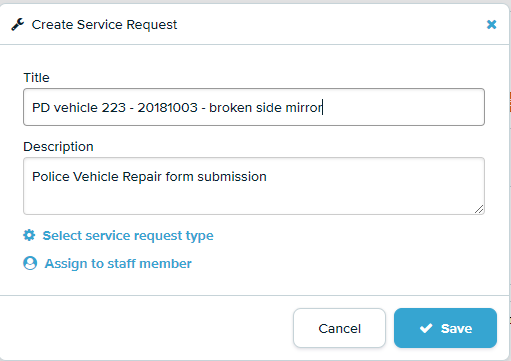 Create Service Request
Title
PD vehicle 223 - 20181003 - broken side mirror
Description
Police Vehicle Repair form submission
Select service request type
Assign to staff member
Cancel
Save